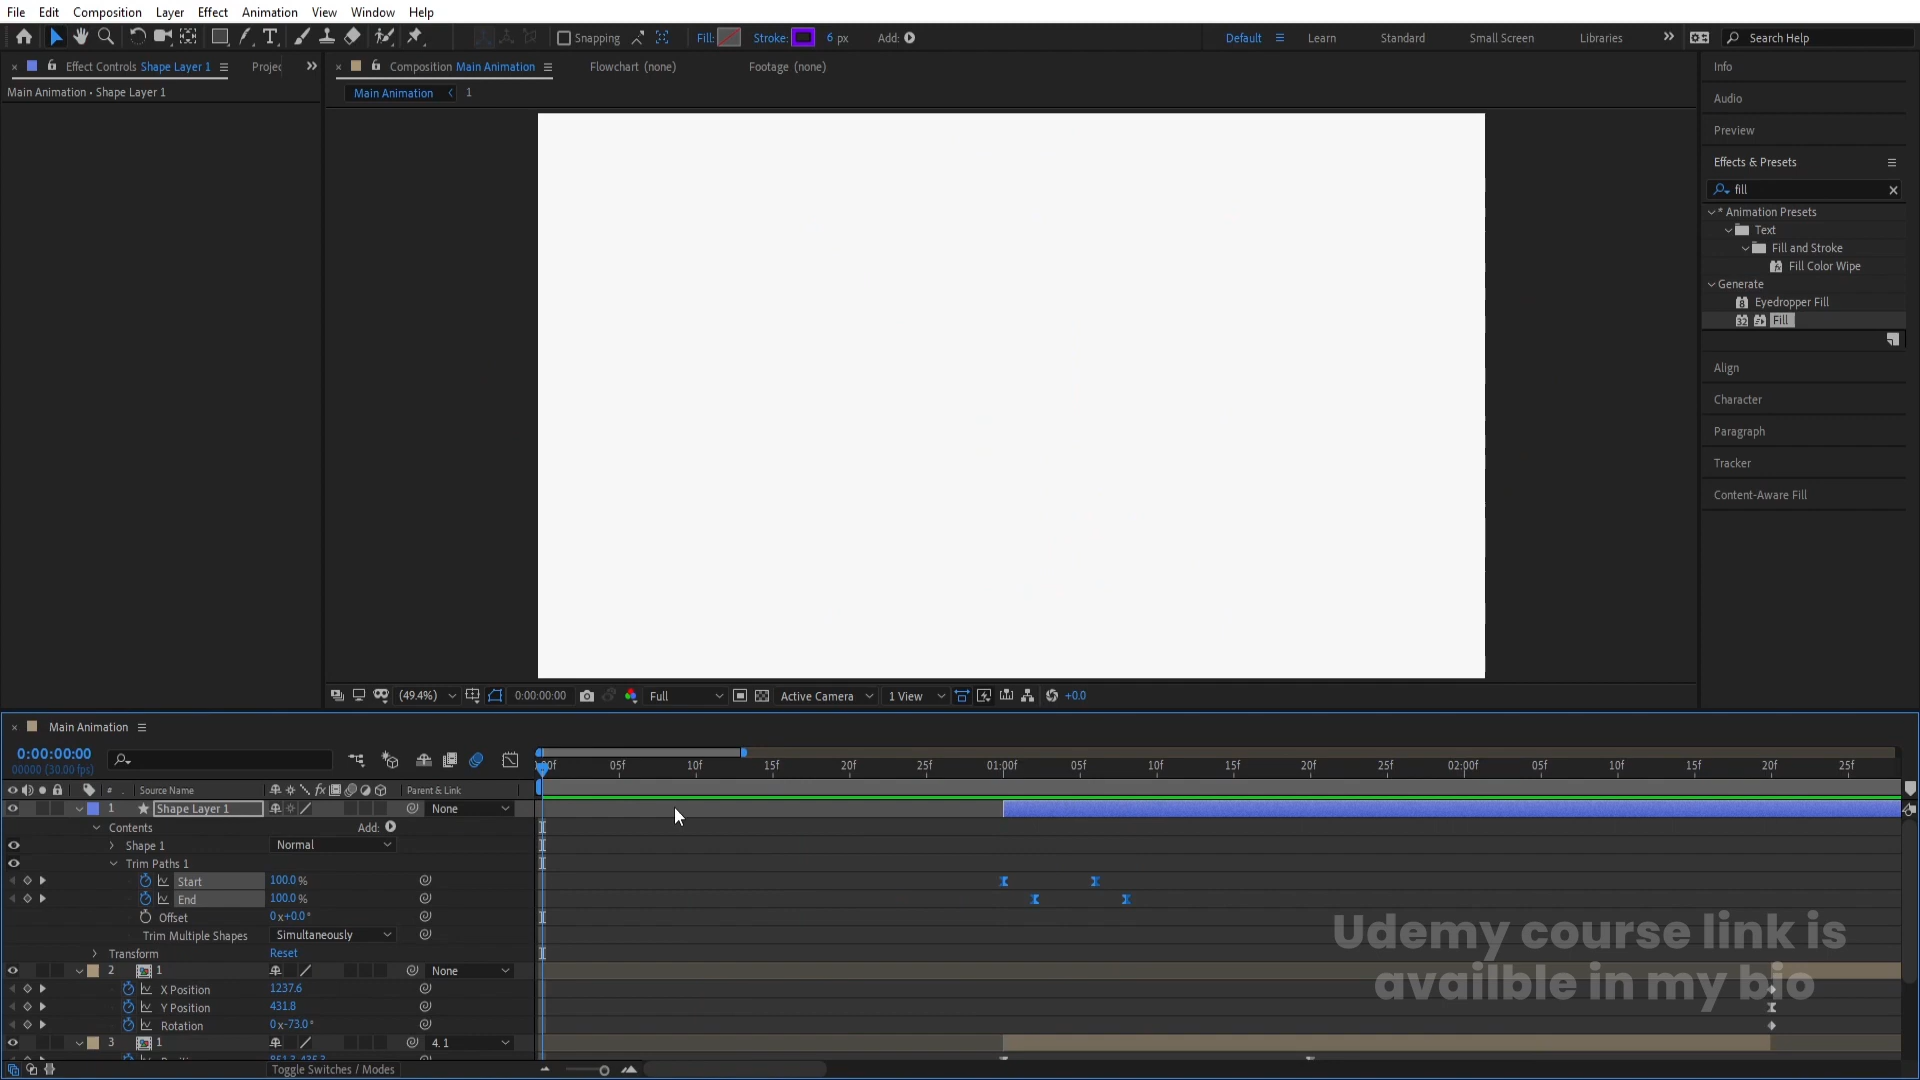 File Edit Composition Layer Effect Animation View Window Help
Snapping Fill: Stroke: 6 px Add: Default Learn Standard Small Screen Libraries Search Help
Effect Controls Shape Layer 1 Projec Composition Main Animation Flowchart (none) Footage (none) Info
Main Animation • Shape Layer 1 Main Animation 1
Audio
Preview
Effects & Presets
fill
* Animation Presets
Text
Fill and Stroke
Fill Color Wipe
Generate
Eyedropper Fill
Fill
Align
Character
Paragraph
Tracker
Content-Aware Fill
(49.4%) 0:00:00:00 Full Active Camera 1 View +0.0
Main Animation
0:00:00:00
00000 (30.00 fps)
:00f 05f 10f 15f 20f 25f 01:00f 05f 10f 15f 20f 25f 02:00f 05f 10f 15f 20f 25f
# Source Name Parent & Link
1 Shape Layer 1 None
Contents Add:
Shape 1 Normal
Trim Paths 1
Start 100.0 %
End 100.0 %
Offset 0x+0.0°
Trim Multiple Shapes Simultaneously
Transform Reset
2 1 None
X Position 1237.6
Y Position 431.8
Rotation 0x-73.0°
3 1 4. 1
Toggle Switches / Modes
Udemy course link is
availble in my bio